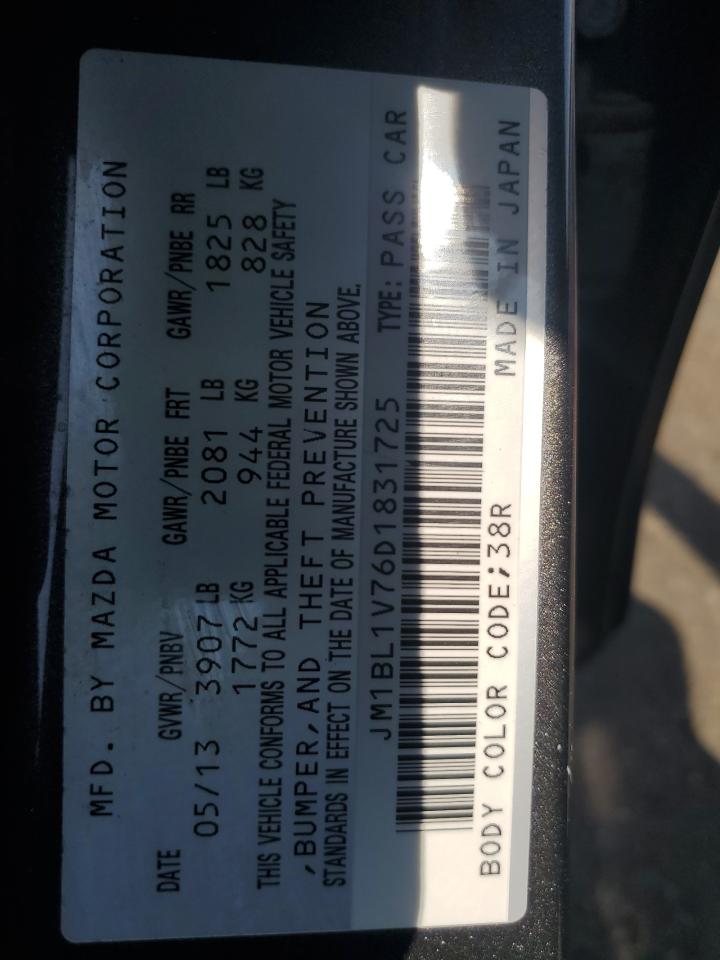 MFD. BY MAZDA MOTOR CORPORATION
DATE GVWR/PNBV GAWR/PNBE FRT GAWR/PNBE RR
05/13 3907 LB 2081 LB 1825 LB
1772 KG 944 KG 828 KG
THIS VEHICLE CONFORMS TO ALL APPLICABLE FEDERAL MOTOR VEHICLE SAFETY
,BUMPER,AND THEFT PREVENTION
STANDARDS IN EFFECT ON THE DATE OF MANUFACTURE SHOWN ABOVE.
JM1BL1V76D1831725 TYPE: PASS CAR
BODY COLOR CODE;38R MADE IN JAPAN